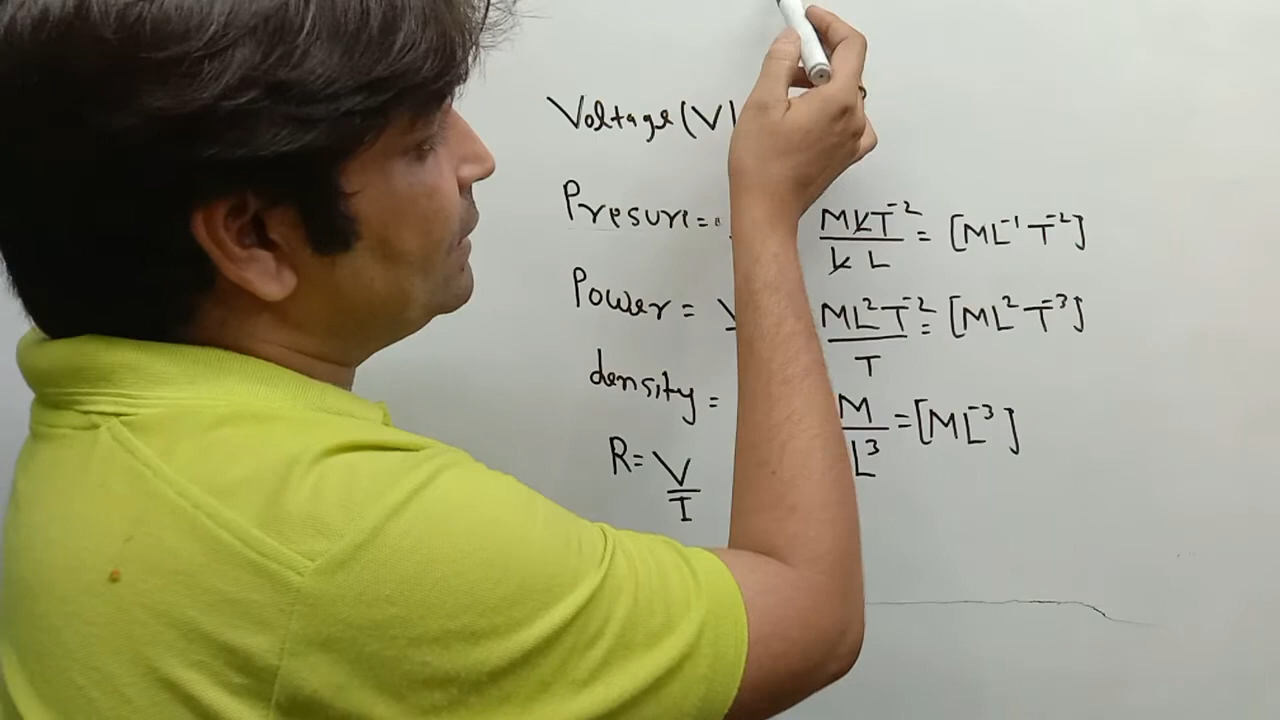 Voltage(V)
Presure = MLT⁻² / L L = [ML⁻¹T⁻²]
Power = ML²T⁻² / T = [ML²T⁻³]
density = M / L³ = [ML⁻³]
R = V / I